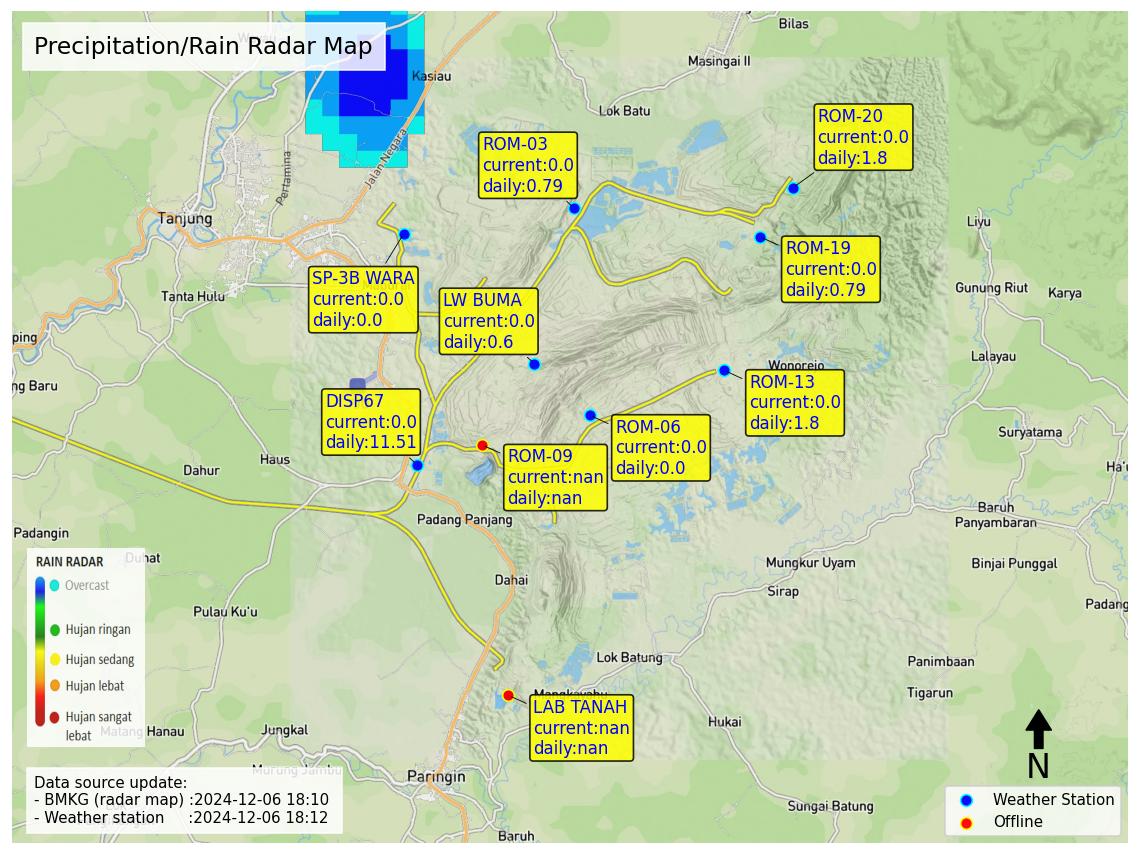 Precipitation/Rain Radar Map
Bilas
Masingai II
Kasiau
Lok Batu
Jalan Negara
Pertamina
ROM-20
current:0.0
daily:1.8
ROM-03
current:0.0
daily:0.79
Tanjung
Liyu
ROM-19
current:0.0
daily:0.79
SP-3B WARA
current:0.0
daily:0.0
LW BUMA
current:0.0
daily:0.6
Tanta Hulu
Gunung Riut
Karya
ping
Lalayau
ng Baru
Wonorejo
ROM-13
current:0.0
daily:1.8
DISP67
current:0.0
daily:11.51
ROM-06
current:0.0
daily:0.0
Suryatama
ROM-09
current:nan
daily:nan
Haus
Dahur
Ha'u
Baruh
Panyambaran
Padang Panjang
Padangin
Duhat
Mungkur Uyam
Binjai Punggal
Dahai
Sirap
Padang
Pulau Ku'u
RAIN RADAR
Overcast
Hujan ringan
Hujan sedang
Hujan lebat
Hujan sangat
lebat
Lok Batung
Panimbaan
Tigarun
Mangkayahu
LAB TANAH
current:nan
daily:nan
Hukai
Matang Hanau
Jungkal
Murung Jambu
Paringin
Sungai Batung
Baruh
N
Data source update:
- BMKG (radar map) :2024-12-06 18:10
- Weather station :2024-12-06 18:12
Weather Station
Offline